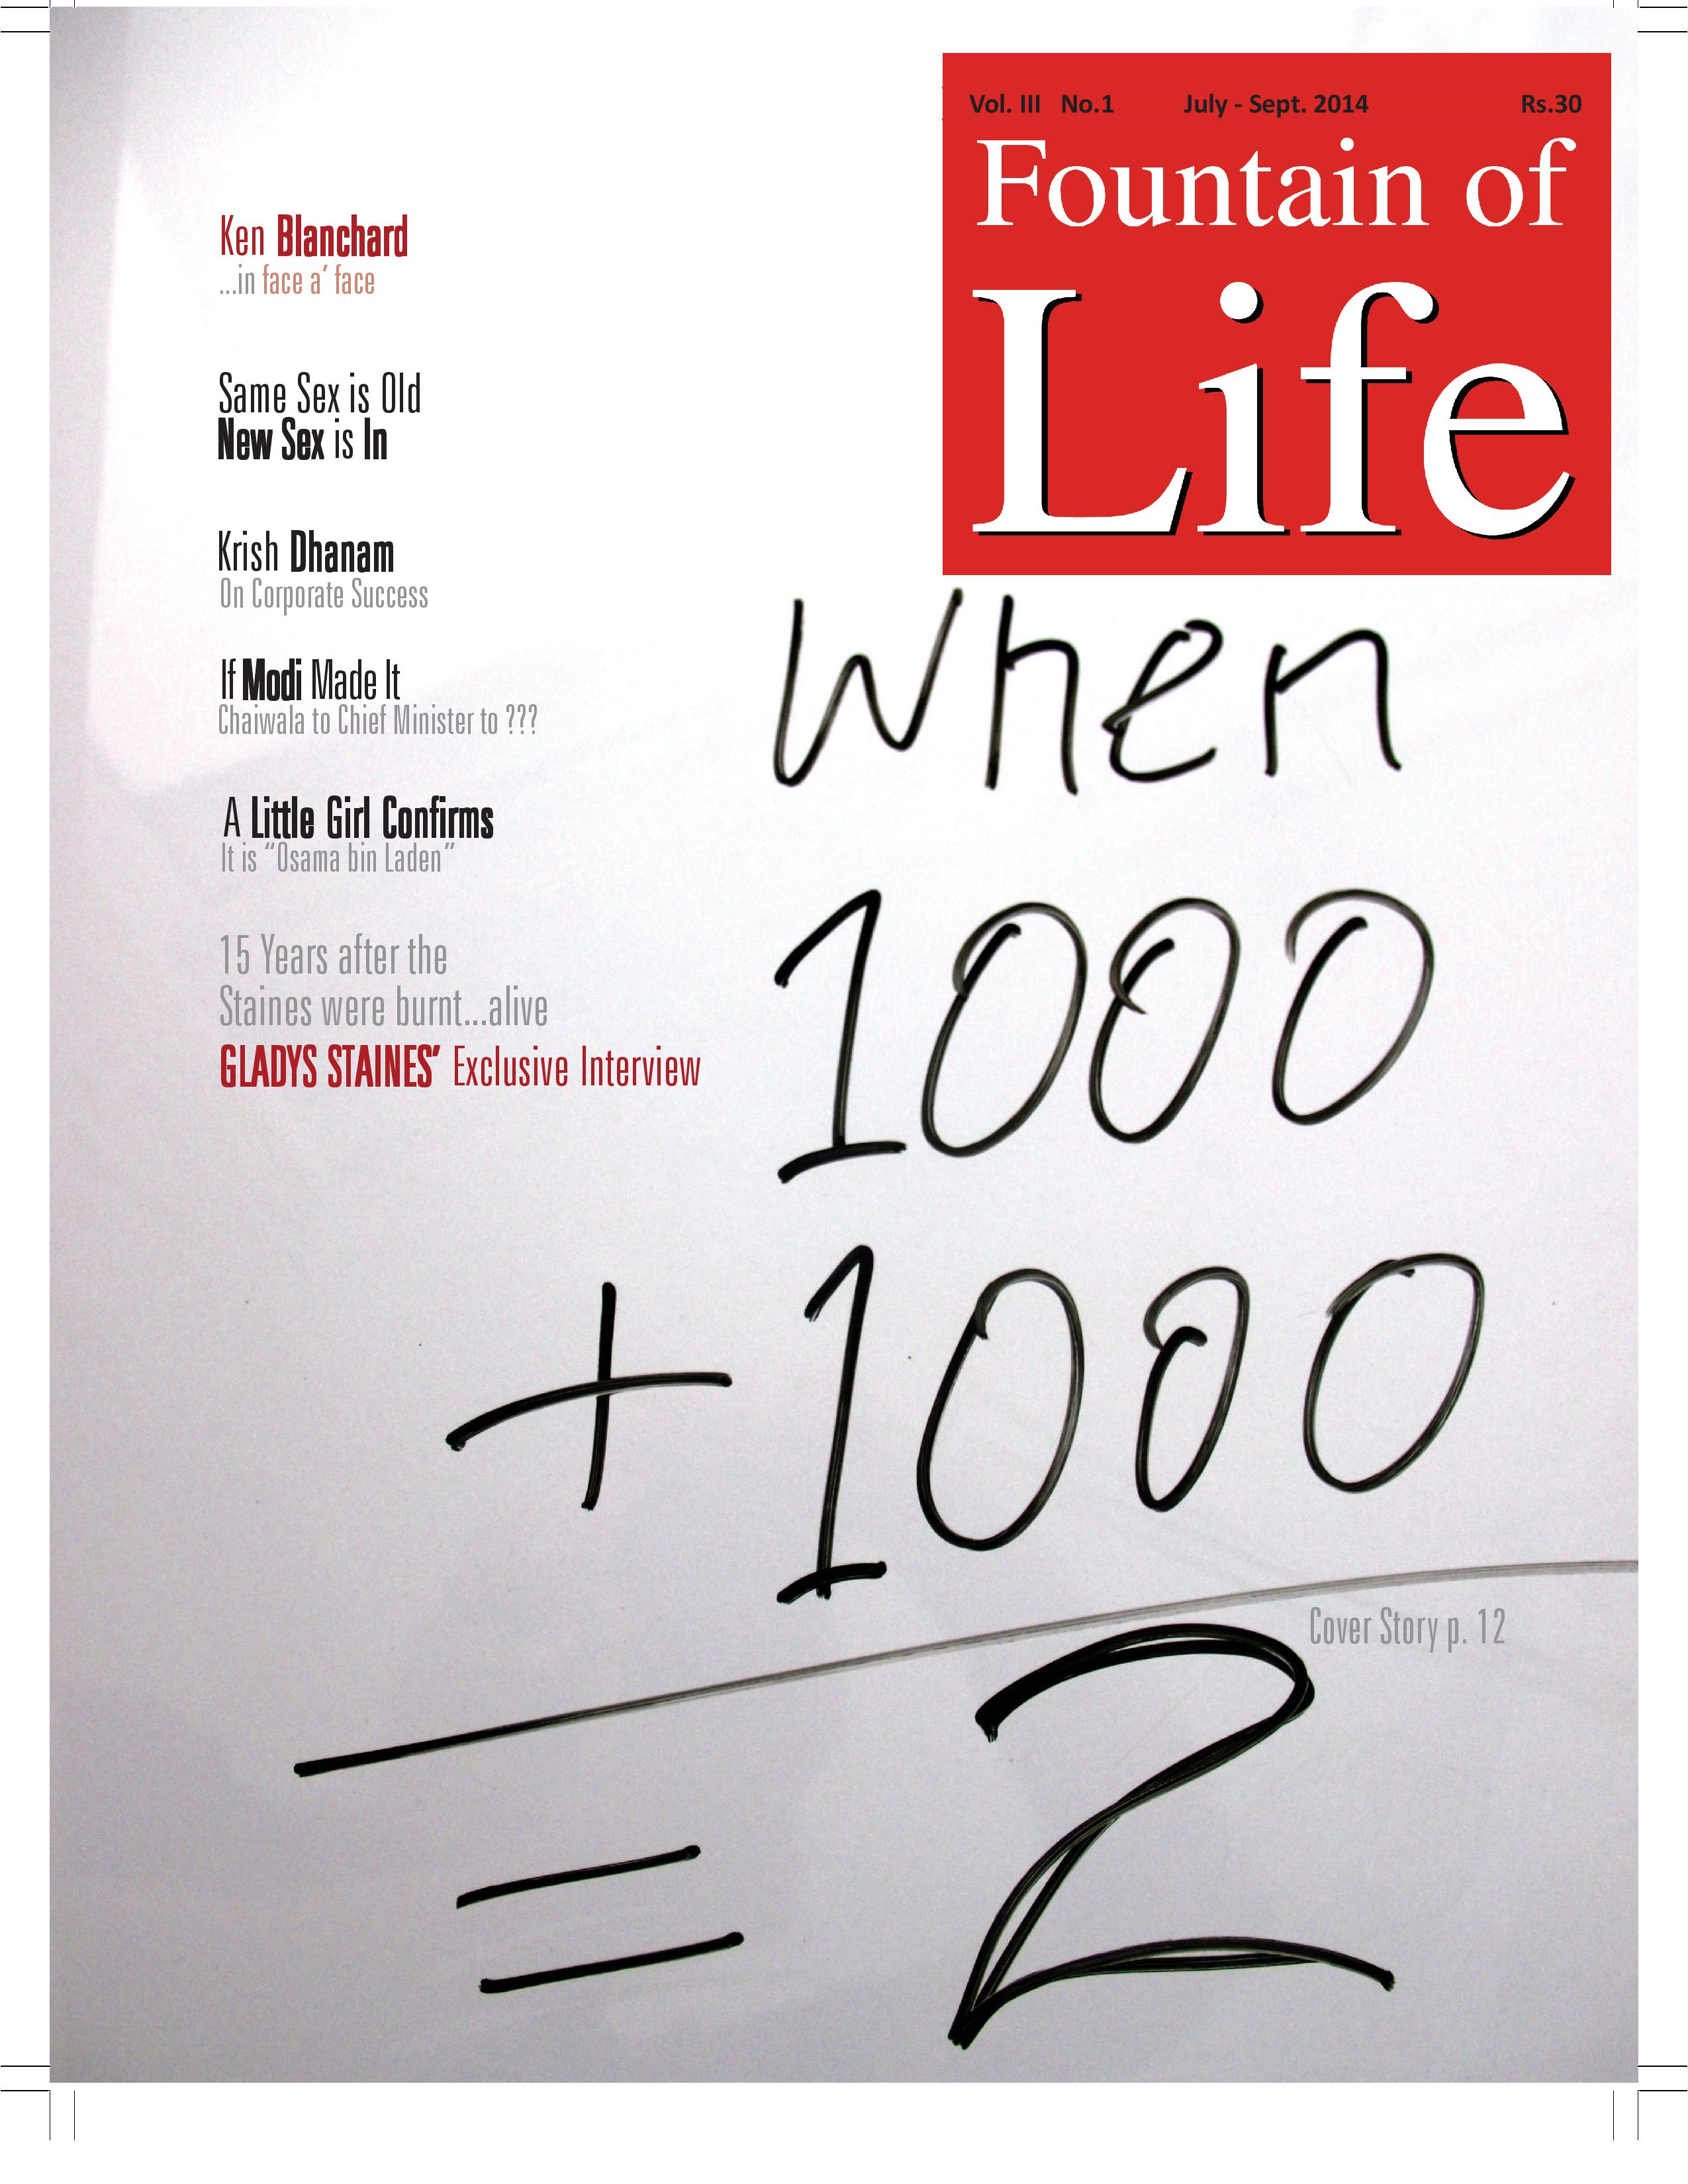 Vol. III No.1 July - Sept. 2014 Rs.30
Fountain of
Life
Ken Blanchard
...in face a' face
Same Sex is Old
New Sex is In
Krish Dhanam
On Corporate Success
If Modi Made It
Chaiwala to Chief Minister to ???
A Little Girl Confirms
It is "Osama bin Laden"
15 Years after the
Staines were burnt...alive
GLADYS STAINES' Exclusive Interview
When
1000
+1000
Cover Story p. 12
= 2